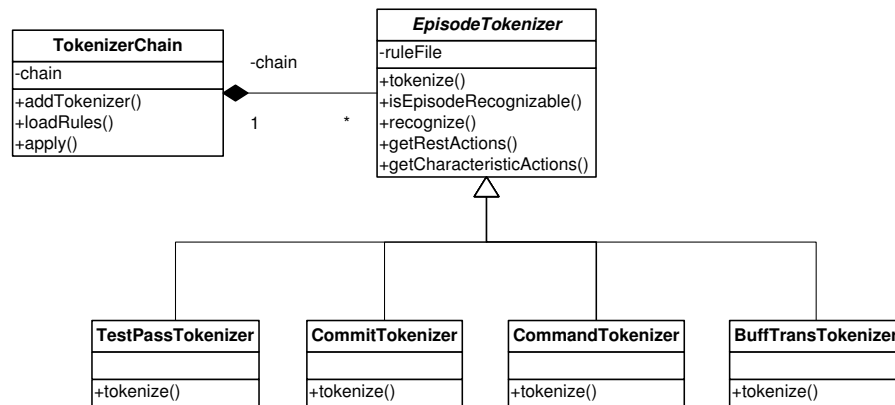 TokenizerChain
-chain
+addTokenizer()
+loadRules()
+apply()
-chain
1
*
EpisodeTokenizer
-ruleFile
+tokenize()
+isEpisodeRecognizable()
+recognize()
+getRestActions()
+getCharacteristicActions()
TestPassTokenizer
+tokenize()
CommitTokenizer
+tokenize()
CommandTokenizer
+tokenize()
BuffTransTokenizer
+tokenize()